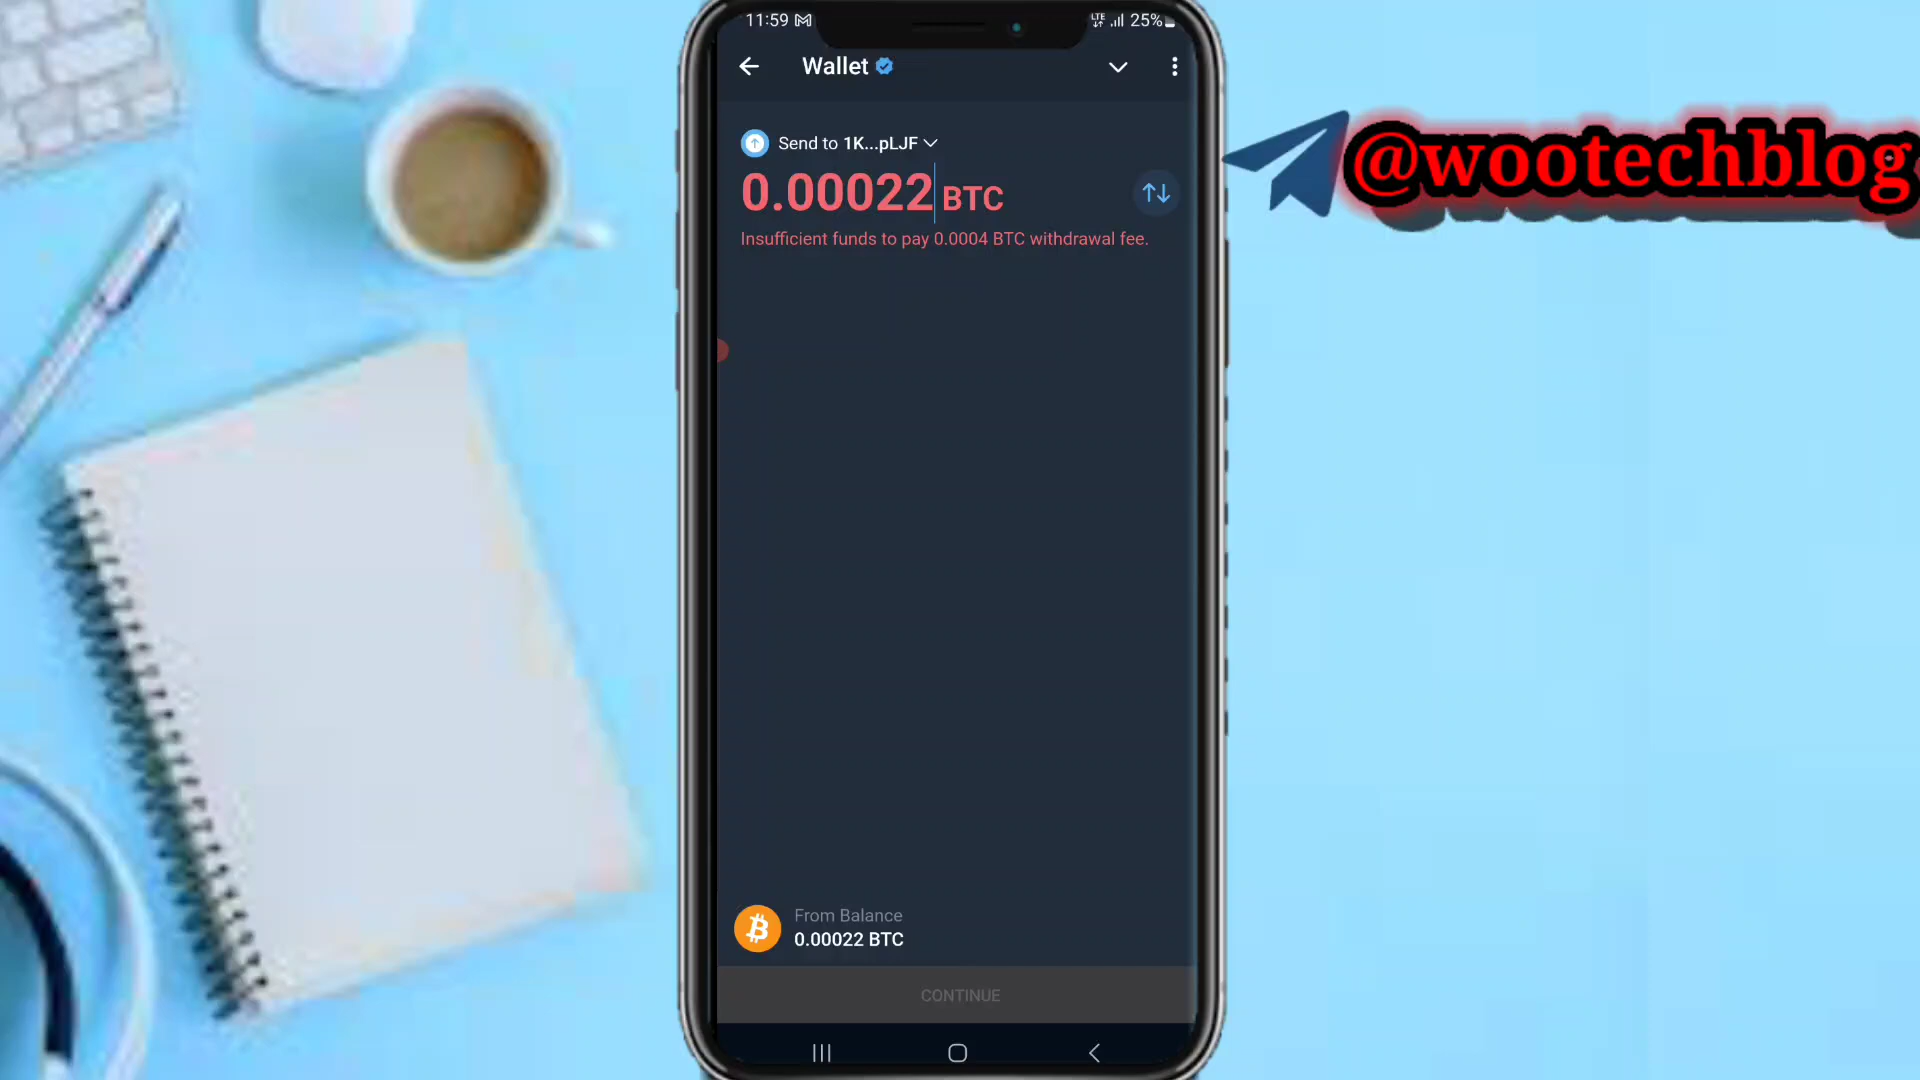 11:59
LTE 25%
Wallet
Send to 1K...pLJF
0.00022 BTC
Insufficient funds to pay 0.0004 BTC withdrawal fee.
@wootechblog
From Balance
0.00022 BTC
CONTINUE